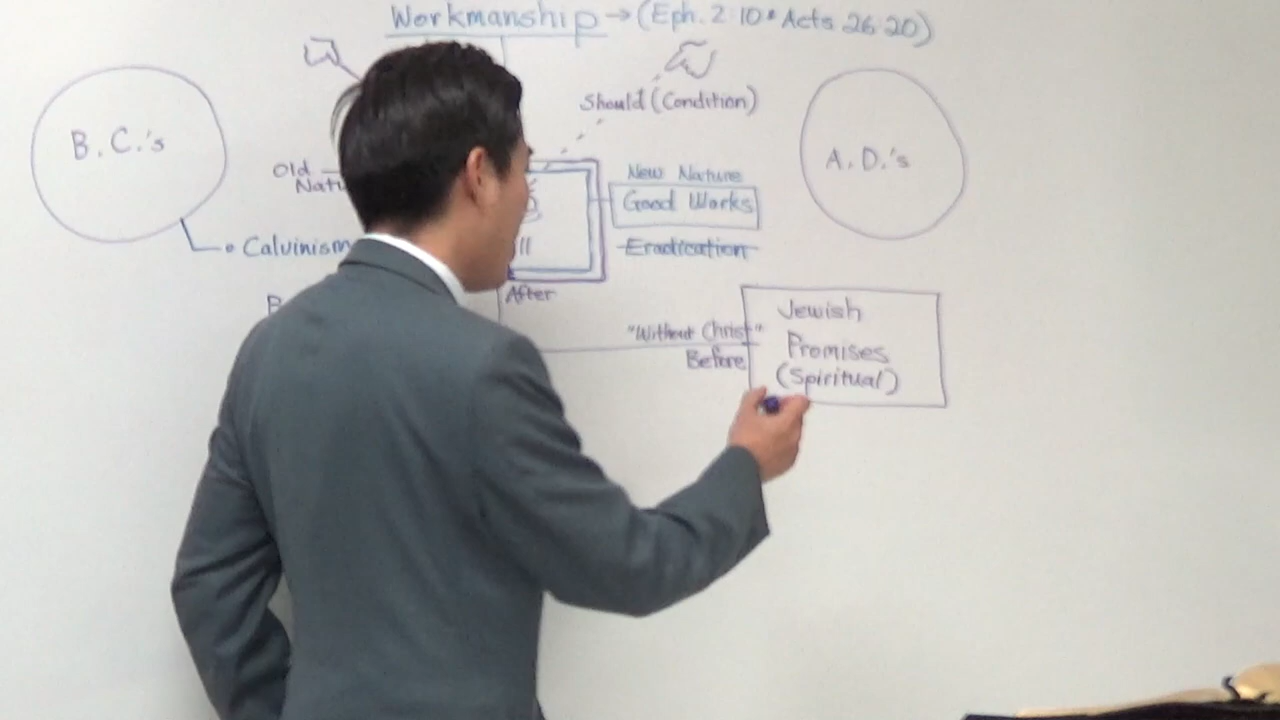 Workmanship → (Eph. 2:10 • Acts 26:20)
Should (Condition)
B.C.'s
A.D.'s
Old
Natu
New Nature
Good Works
• Calvinism
Eradication
After
Jewish
Promises
(Spiritual)
"Without Christ"
Before